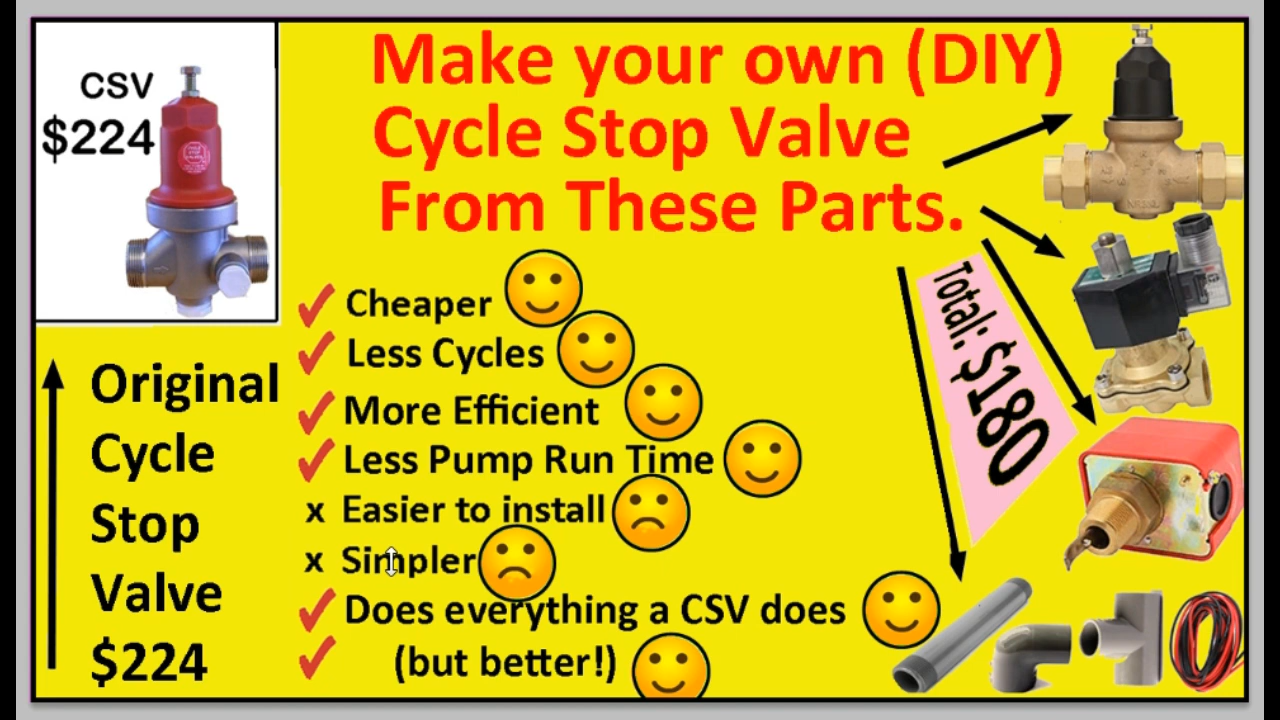 CSV
$224
Make your own (DIY)
Cycle Stop Valve
From These Parts.
Total: $180
Original
Cycle
Stop
Valve
$224
Cheaper
Less Cycles
More Efficient
Less Pump Run Time
x Easier to install
x Simpler
Does everything a CSV does
(but better!)